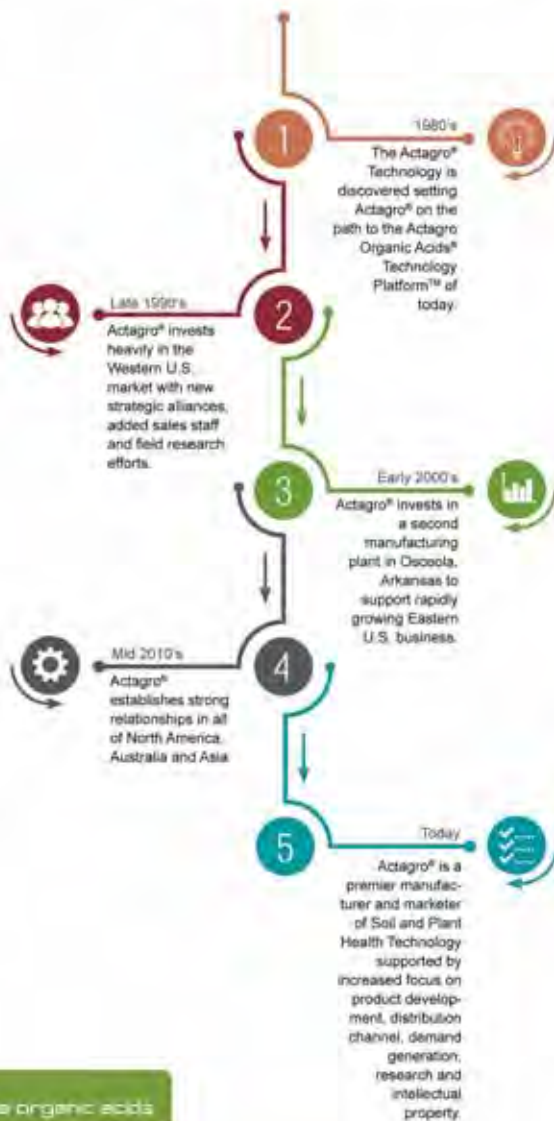 1
1980's
The Actagro®
Technology is
discovered setting
Actagro® on the
path to the Actagro
Organic Acids®
Technology
Platform™ of
today.
2
Late 1990's
Actagro® invests
heavily in the
Western U.S.
market with new
strategic alliances,
added sales staff
and field research
efforts.
3
Early 2000's
Actagro® invests in
a second
manufacturing
plant in Osceola,
Arkansas to
support rapidly
growing Eastern
U.S. business.
4
Mid 2010's
Actagro®
establishes strong
relationships in all
of North America,
Australia and Asia
5
Today
Actagro® is a
premier manufac-
turer and marketer
of Soil and Plant
Health Technology
supported by
increased focus on
product develop-
ment, distribution
channel, demand
generation,
research and
intellectual
property.
organic acids